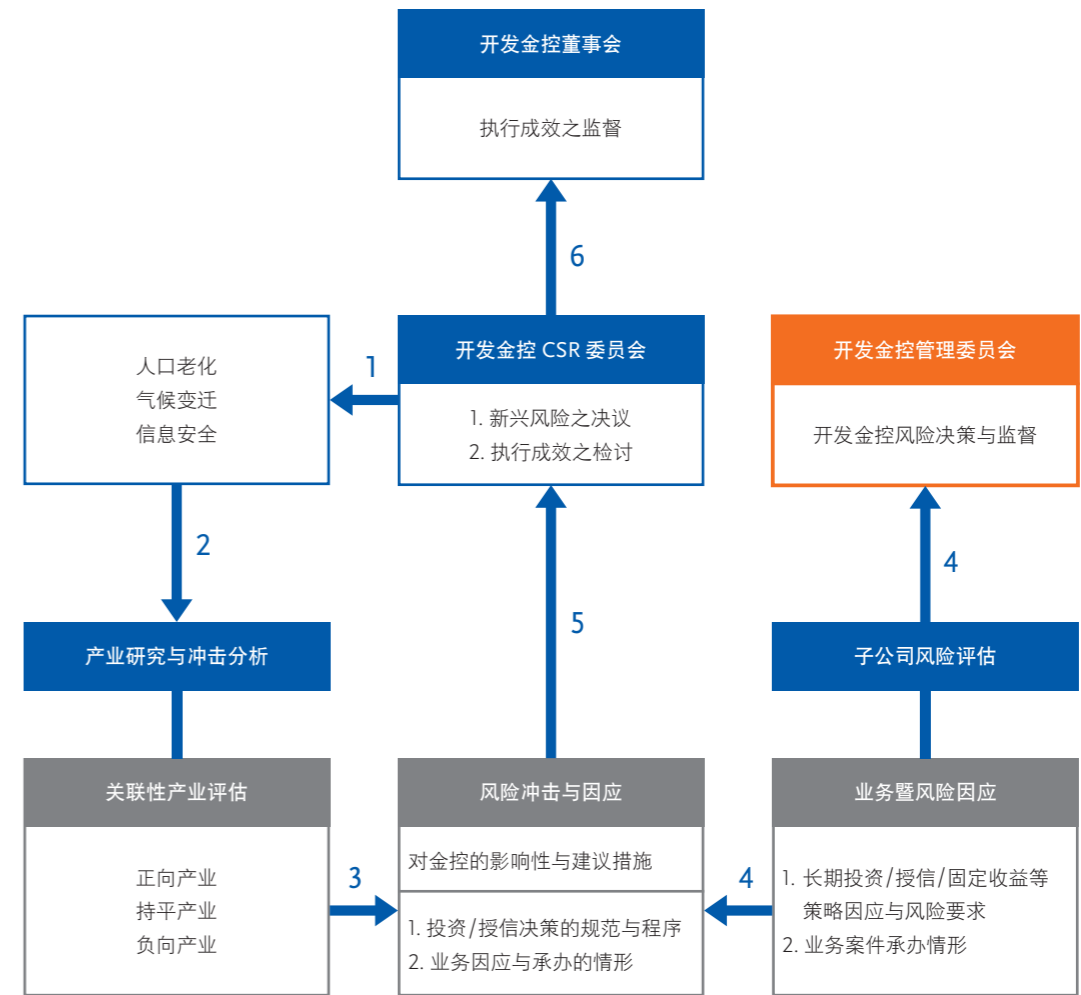 开发金控董事会
执行成效之监督
6
人口老化
气候变迁
信息安全
1
开发金控 CSR 委员会
1. 新兴风险之决议
2. 执行成效之检讨
开发金控管理委员会
开发金控风险决策与监督
2
5
4
产业研究与冲击分析
子公司风险评估
关联性产业评估
正向产业
持平产业
负向产业
3
风险冲击与因应
对金控的影响性与建议措施
1. 投资/授信决策的规范与程序
2. 业务因应与承办的情形
4
业务暨风险因应
1. 长期投资/授信/固定收益等
策略因应与风险要求
2. 业务案件承办情形